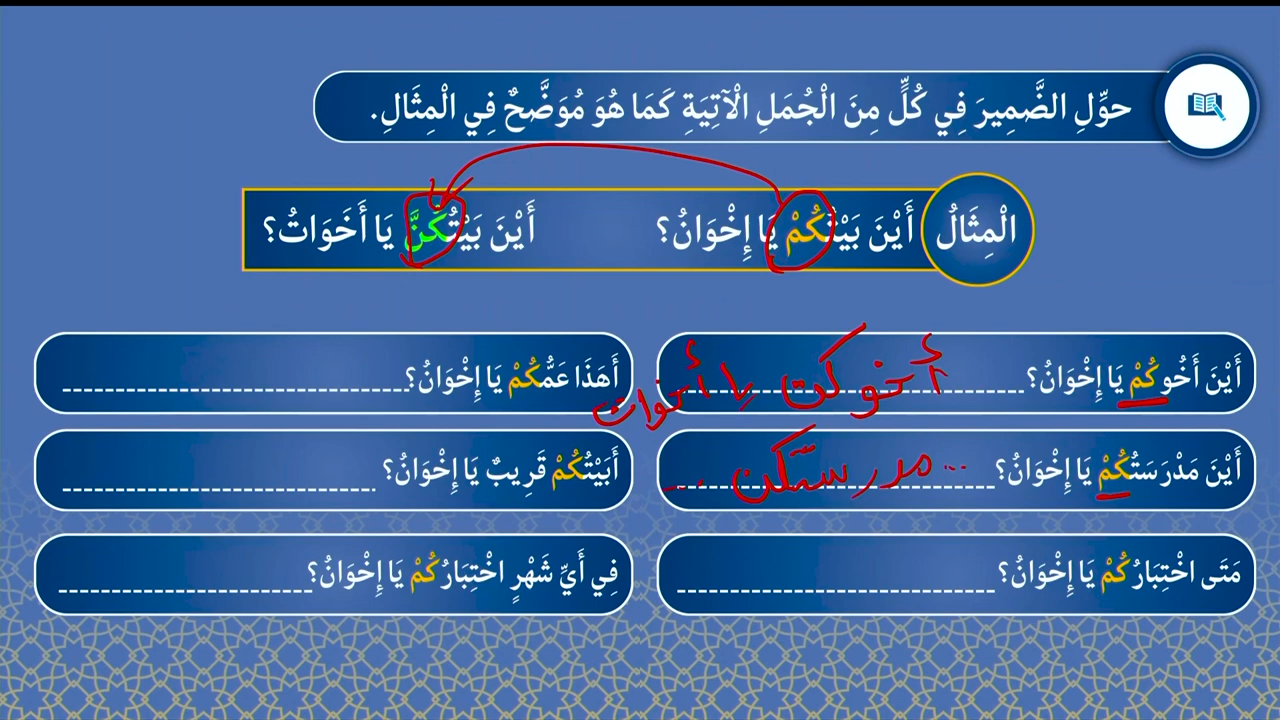 حوِّلِ الضَّمِيرَ فِي كُلٍّ مِنَ الْجُمَلِ الْآتِيَةِ كَمَا هُوَ مُوَضَّحٌ فِي الْمِثَالِ.
الْمِثَالُ
أَيْنَ بَيْتُكُمْ يَا إِخْوَانُ؟ أَيْنَ بَيْتُكُنَّ يَا أَخَوَاتُ؟
أَيْنَ أَخُوكُمْ يَا إِخْوَانُ؟ أخوكن يا أخوات
أَهَذَا عَمُّكُمْ يَا إِخْوَانُ؟
أَيْنَ مَدْرَسَتُكُمْ يَا إِخْوَانُ؟ ... مدرستكن ...
أَبَيْتُكُمْ قَرِيبٌ يَا إِخْوَانُ؟
مَتَى اخْتِبَارُكُمْ يَا إِخْوَانُ؟
فِي أَيِّ شَهْرٍ اخْتِبَارُكُمْ يَا إِخْوَانُ؟